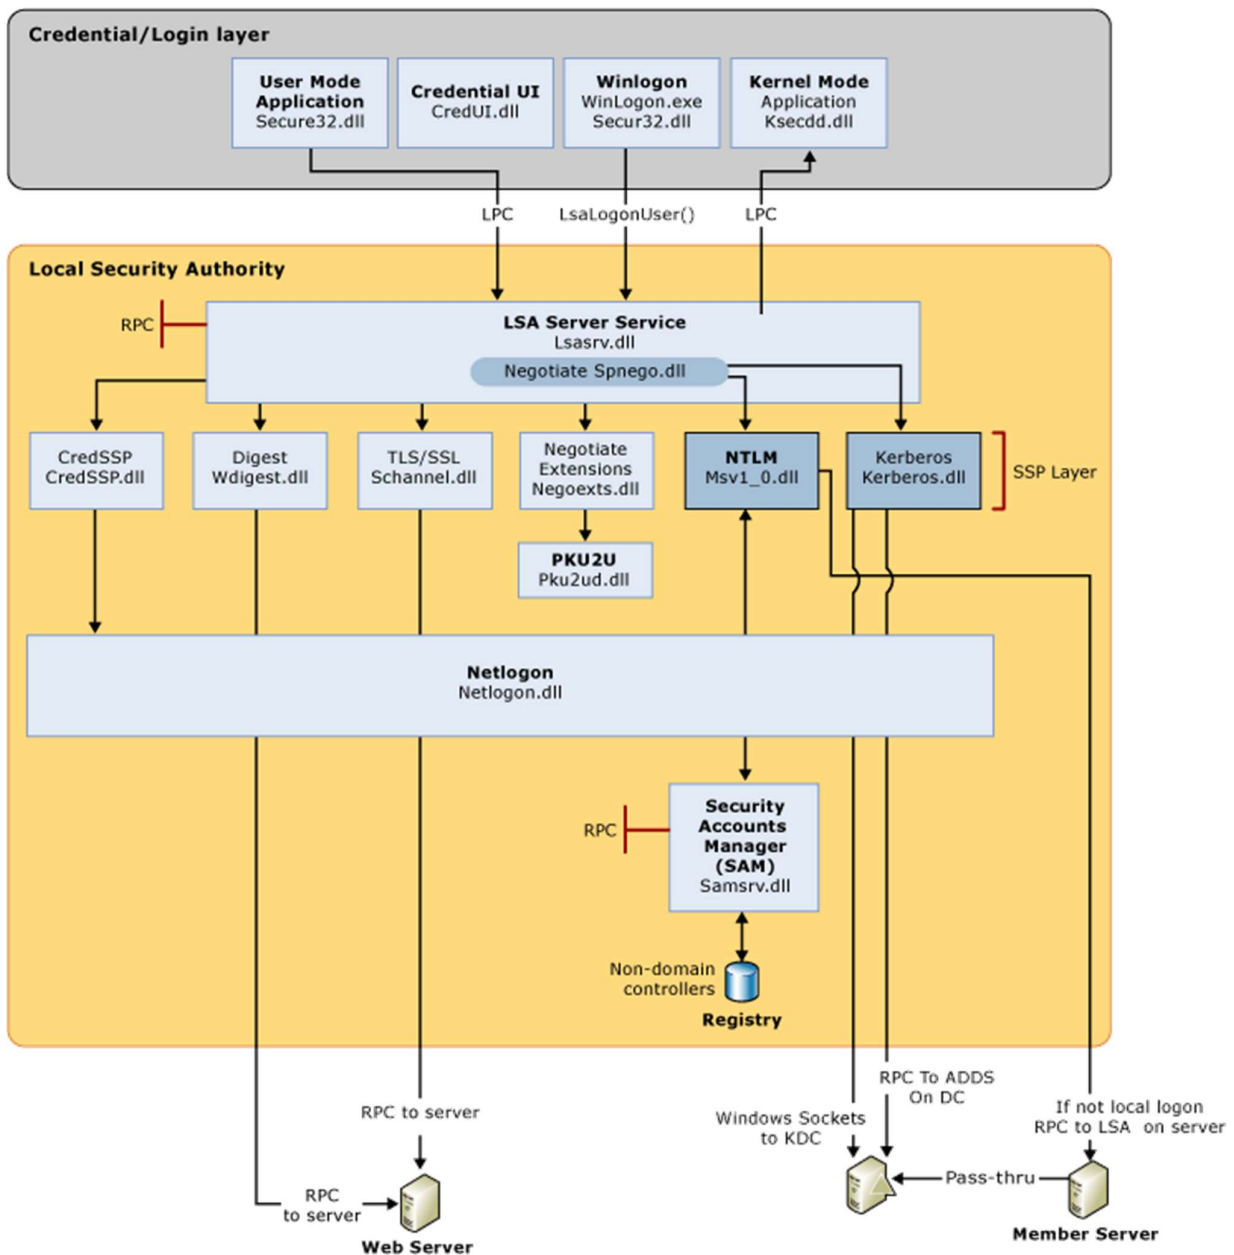 Credential/Login layer
User Mode
Application
Secure32.dll
Credential UI
CredUI.dll
Winlogon
WinLogon.exe
Secur32.dll
Kernel Mode
Application
Ksecdd.dll
LPC
LsaLogonUser()
LPC
Local Security Authority
RPC
LSA Server Service
Lsasrv.dll
Negotiate Spnego.dll
CredSSP
CredSSP.dll
Digest
Wdigest.dll
TLS/SSL
Schannel.dll
Negotiate
Extensions
Negoexts.dll
NTLM
Msv1_0.dll
Kerberos
Kerberos.dll
SSP Layer
PKU2U
Pku2ud.dll
Netlogon
Netlogon.dll
RPC
Security
Accounts
Manager
(SAM)
Samsrv.dll
Non-domain
controllers
Registry
RPC to server
RPC
to server
Web Server
Windows Sockets
to KDC
RPC To ADDS
On DC
If not local logon
RPC to LSA on server
Pass-thru
Member Server